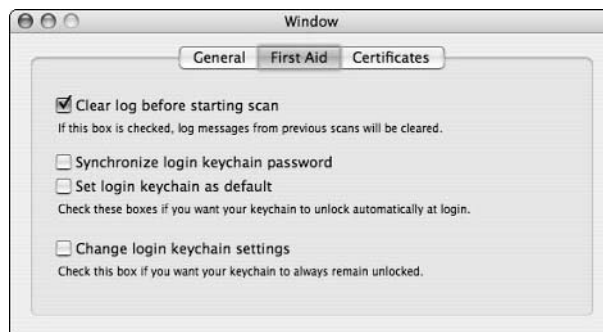 Window
General First Aid Certificates
Clear log before starting scan
If this box is checked, log messages from previous scans will be cleared.
Synchronize login keychain password
Set login keychain as default
Check these boxes if you want your keychain to unlock automatically at login.
Change login keychain settings
Check this box if you want your keychain to always remain unlocked.